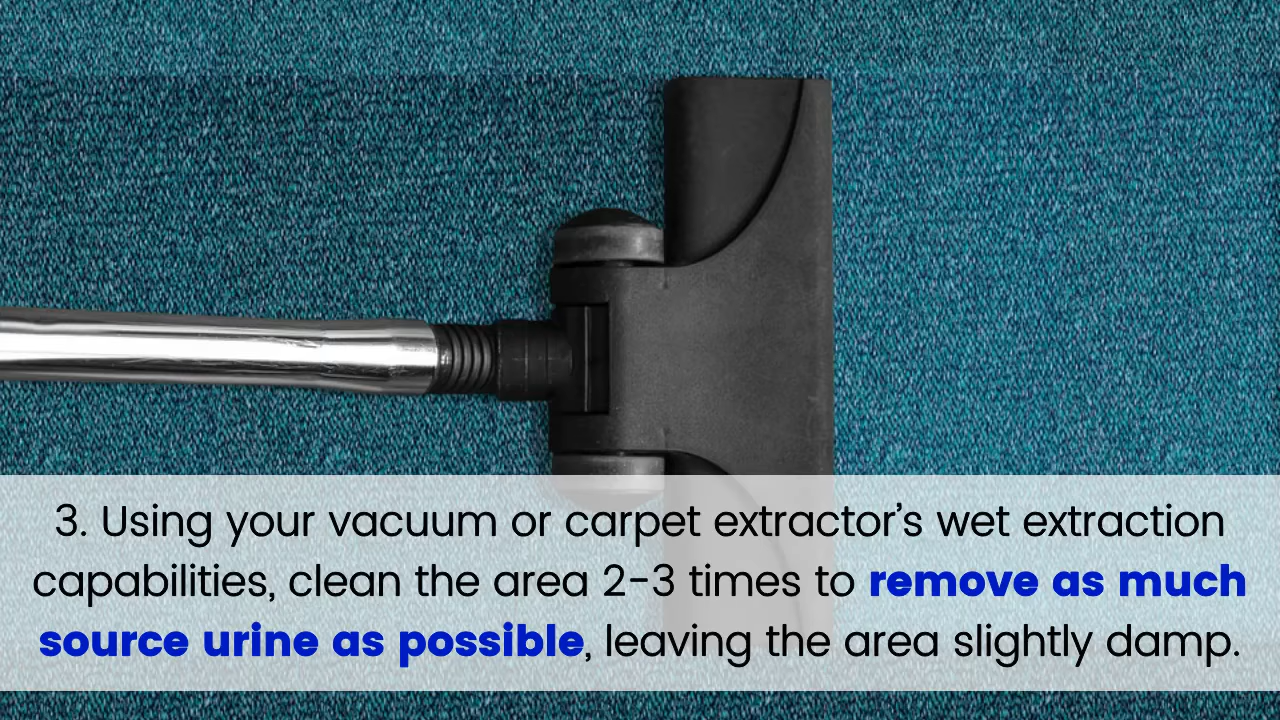 3. Using your vacuum or carpet extractor’s wet extraction
capabilities, clean the area 2-3 times to remove as much
source urine as possible, leaving the area slightly damp.